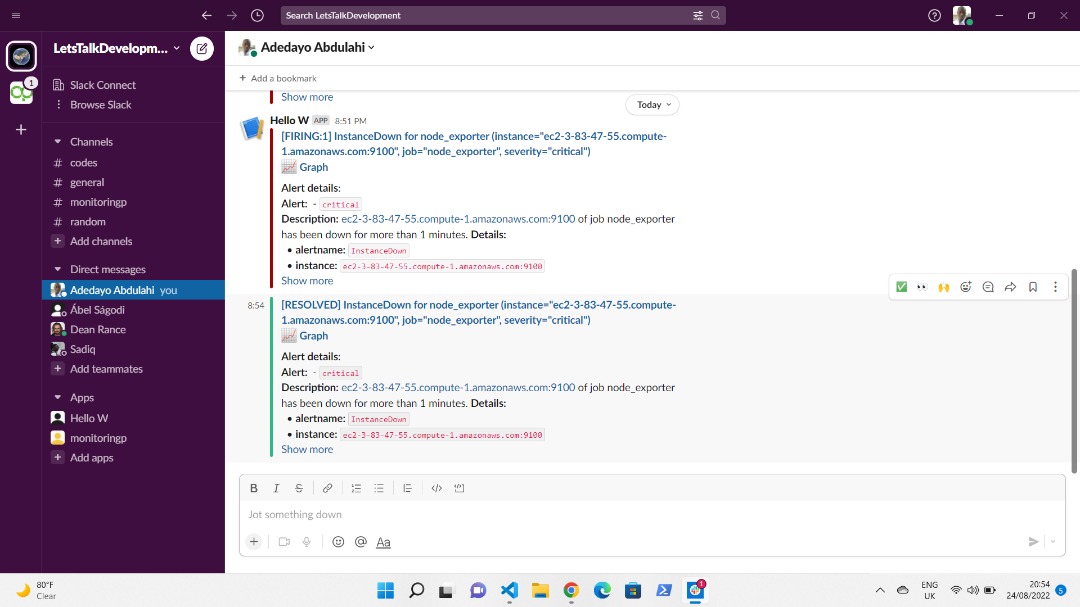 Search LetsTalkDevelopment
LetsTalkDevelopm...
Adedayo Abdulahi
1
Slack Connect
Browse Slack
Channels
# codes
# general
# monitoringp
# random
+ Add channels
Direct messages
Adedayo Abdulahi you
Ábel Ságodi
Dean Rance
Sadiq
+ Add teammates
Apps
Hello W
monitoringp
+ Add apps
+ Add a bookmark
Show more
Today
Hello W APP 8:51 PM
[FIRING:1] InstanceDown for node_exporter (instance="ec2-3-83-47-55.compute-
1.amazonaws.com:9100", job="node_exporter", severity="critical")
Graph
Alert details:
Alert: - critical
Description: ec2-3-83-47-55.compute-1.amazonaws.com:9100 of job node_exporter
has been down for more than 1 minutes. Details:
• alertname: InstanceDown
• instance: ec2-3-83-47-55.compute-1.amazonaws.com:9100
Show more
8:54 [RESOLVED] InstanceDown for node_exporter (instance="ec2-3-83-47-55.compute-
1.amazonaws.com:9100", job="node_exporter", severity="critical")
Graph
Alert details:
Alert: - critical
Description: ec2-3-83-47-55.compute-1.amazonaws.com:9100 of job node_exporter
has been down for more than 1 minutes. Details:
• alertname: InstanceDown
• instance: ec2-3-83-47-55.compute-1.amazonaws.com:9100
Show more
B I S
Jot something down
+ @ Aa
80°F
Clear
1
ENG
UK
20:54
24/08/2022
5